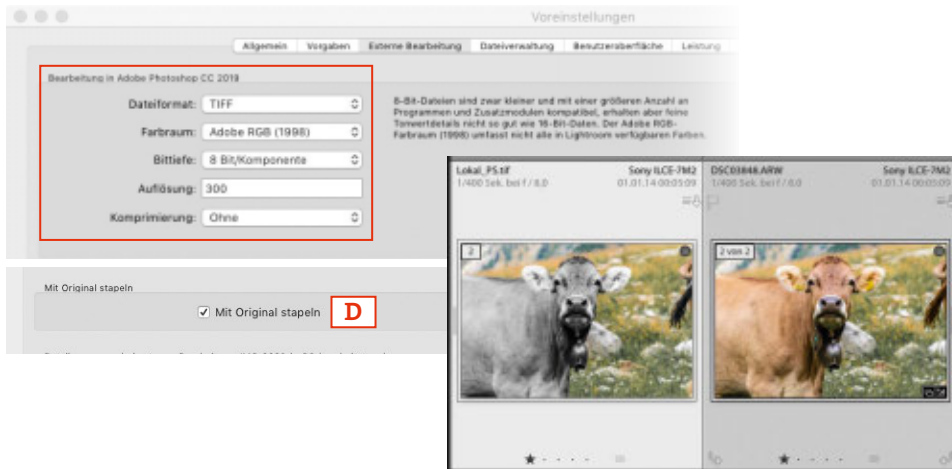 Voreinstellungen
Allgemein Vorgaben Externe Bearbeitung Dateiverwaltung Benutzeroberfläche Leistung
Bearbeitung in Adobe Photoshop CC 2019
Dateiformat: TIFF
Farbraum: Adobe RGB (1998)
Bittiefe: 8 Bit/Komponente
Auflösung: 300
Komprimierung: Ohne
8-Bit-Dateien sind zwar kleiner und mit einer größeren Anzahl an
Programmen und Zusatzmodulen kompatibel, erhalten aber feine
Tonwertdetails nicht so gut wie 16-Bit-Daten. Der Adobe RGB-
Farbraum (1998) umfasst nicht alle in Lightroom verfügbaren Farben.
Mit Original stapeln
Mit Original stapeln
D
Lokal_PS.tif Sony ILCE-7M2
1/400 Sek. bei f / 8.0 01.01.14 00:05:09
2
DSC03848.ARW Sony ILCE-7M2
1/400 Sek. bei f / 8.0 01.01.14 00:05:09
2 von 2